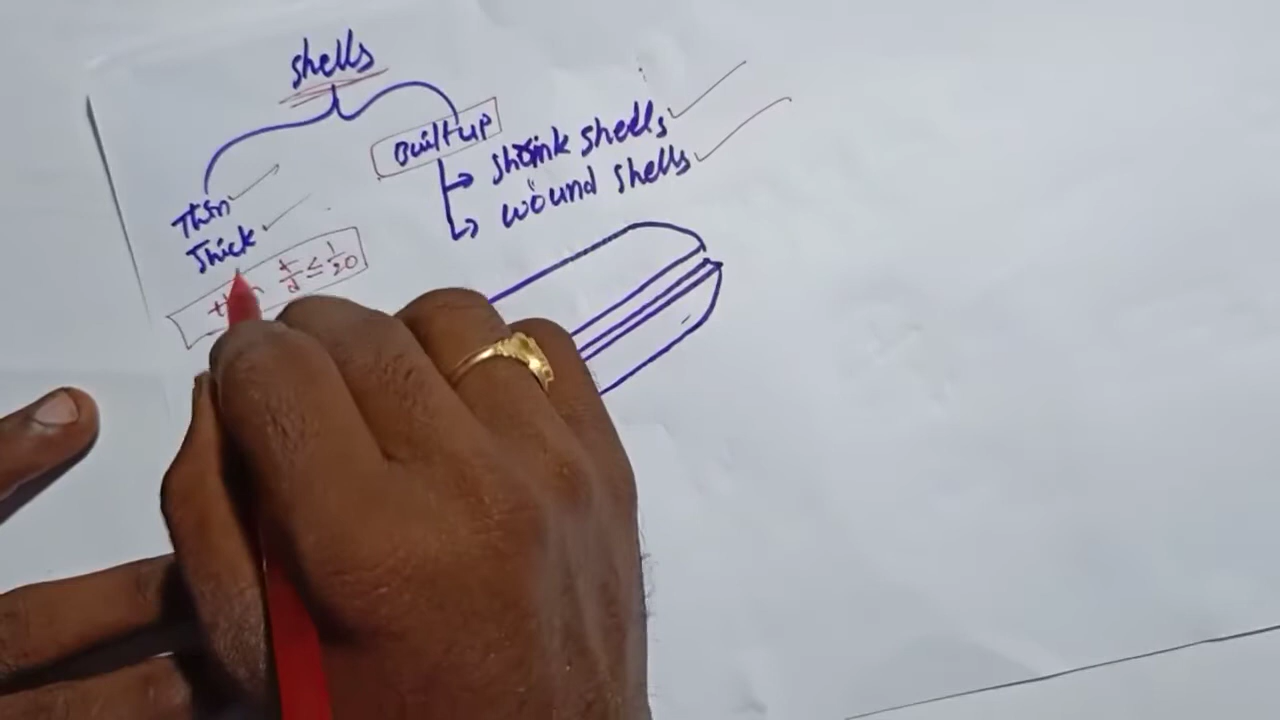 shells
Built up
shrink shells
wound shells
Thin
Thick
t/d ≤ 1/20